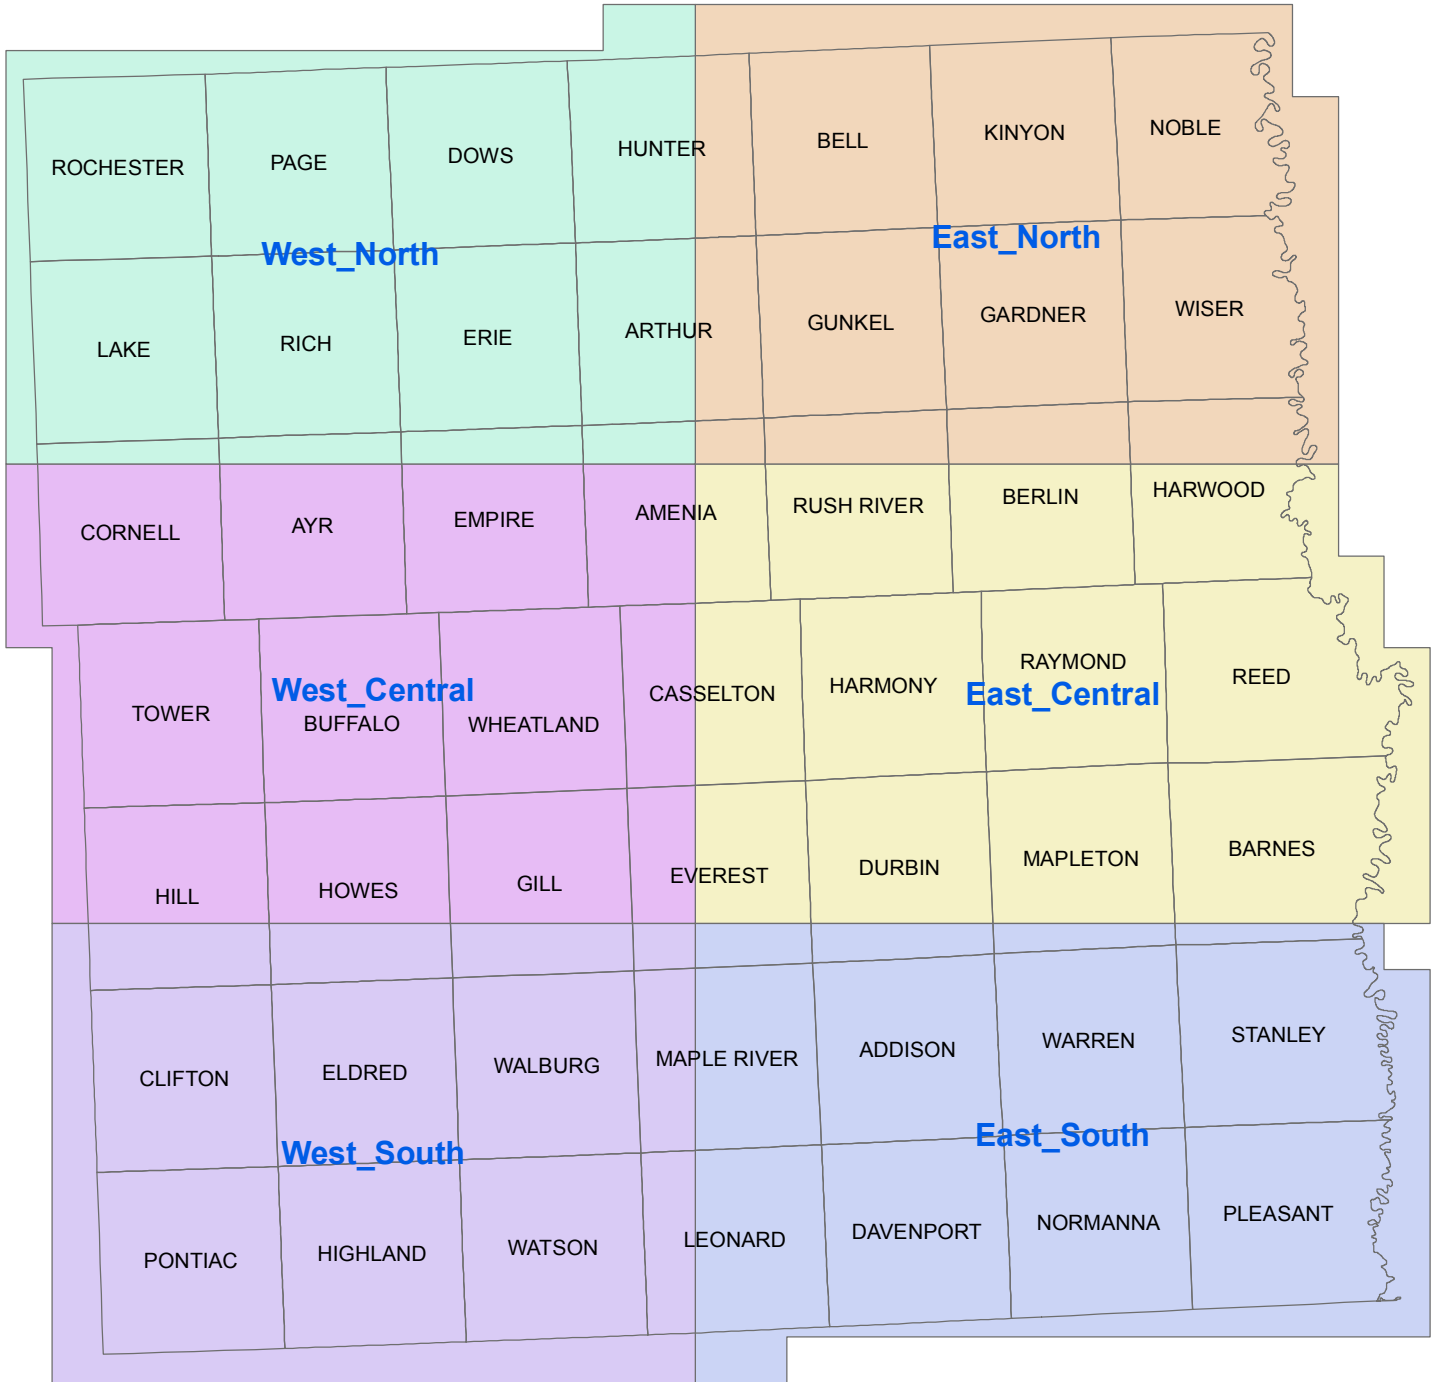 ROCHESTER
PAGE
DOWS
HUNTER
BELL
KINYON
NOBLE
West_North
East_North
LAKE
RICH
ERIE
ARTHUR
GUNKEL
GARDNER
WISER
CORNELL
AYR
EMPIRE
AMENIA
RUSH RIVER
BERLIN
HARWOOD
TOWER
West_Central
BUFFALO
WHEATLAND
CASSELTON
HARMONY
RAYMOND
East_Central
REED
HILL
HOWES
GILL
EVEREST
DURBIN
MAPLETON
BARNES
CLIFTON
ELDRED
WALBURG
MAPLE RIVER
ADDISON
WARREN
STANLEY
West_South
East_South
PONTIAC
HIGHLAND
WATSON
LEONARD
DAVENPORT
NORMANNA
PLEASANT